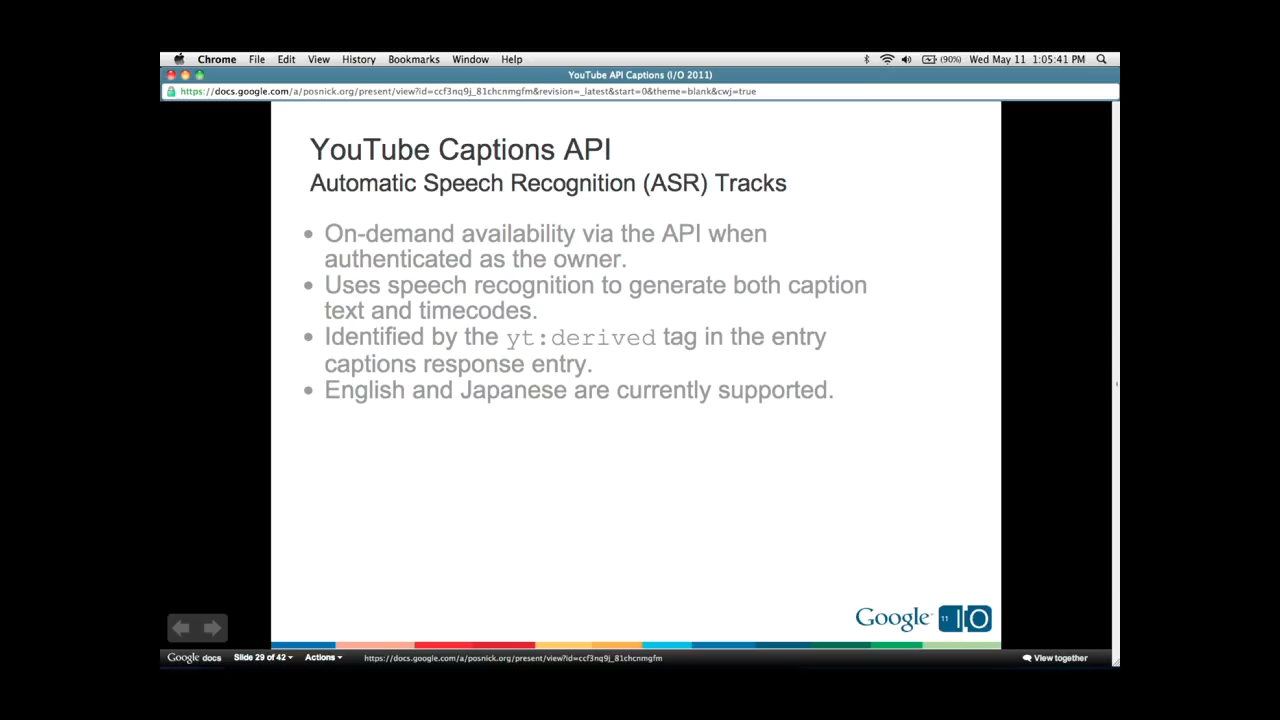 Chrome File Edit View History Bookmarks Window Help (90%) Wed May 11 1:05:41 PM
YouTube API Captions (I/O 2011)
https://docs.google.com/a/posnick.org/present/view?id=ccf3nq9j_81chcnmgfm&revision=_latest&start=0&theme=blank&cwj=true
YouTube Captions API
Automatic Speech Recognition (ASR) Tracks
• On-demand availability via the API when
authenticated as the owner.
• Uses speech recognition to generate both caption
text and timecodes.
• Identified by the yt:derived tag in the entry
captions response entry.
• English and Japanese are currently supported.
Google 11 I/O
Google docs Slide 29 of 42 Actions https://docs.google.com/a/posnick.org/present/view?id=ccf3nq9j_81chcnmgfm View together